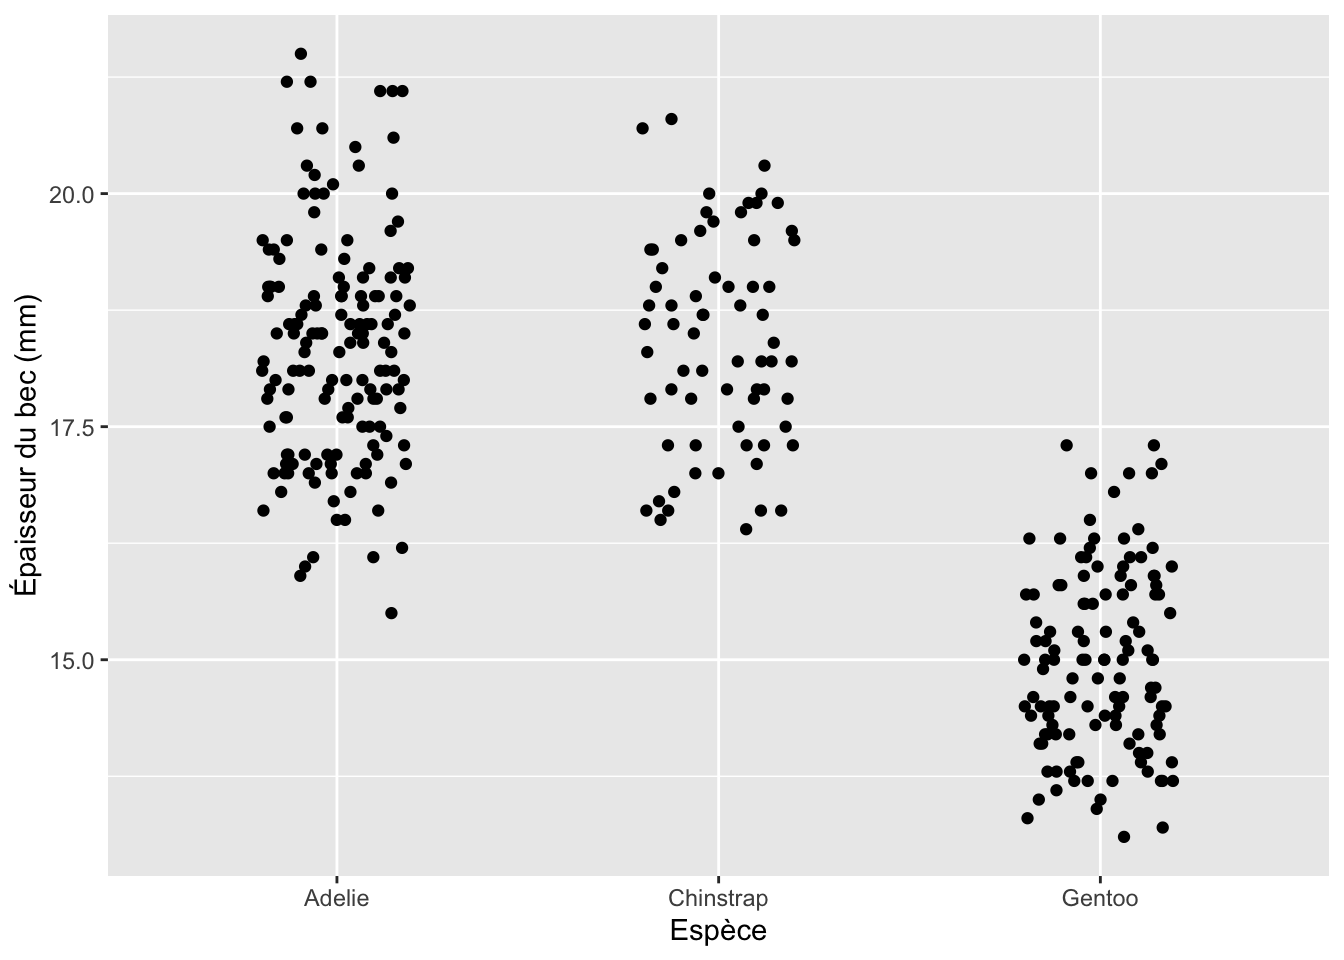 Épaisseur du bec (mm)
20.0
17.5
15.0
Adelie
Chinstrap
Gentoo
Espèce